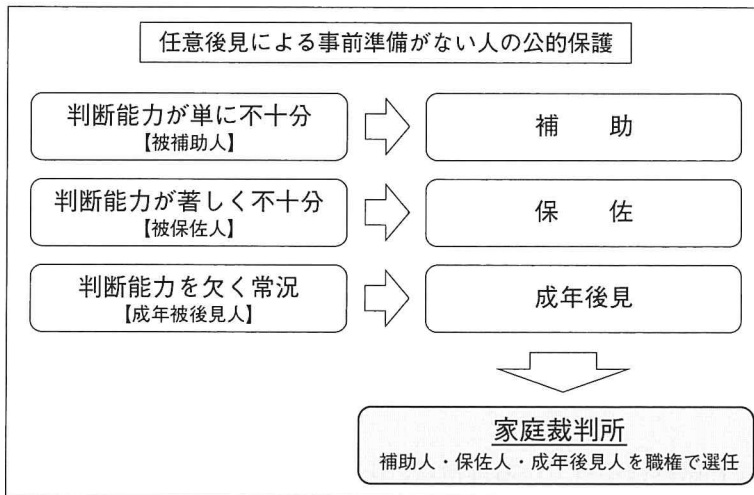 任意後見による事前準備がない人の公的保護
判断能力が単に不十分
【被補助人】
補　　助
判断能力が著しく不十分
【被保佐人】
保　　佐
判断能力を欠く常況
【成年被後見人】
成年後見
家庭裁判所
補助人・保佐人・成年後見人を職権で選任